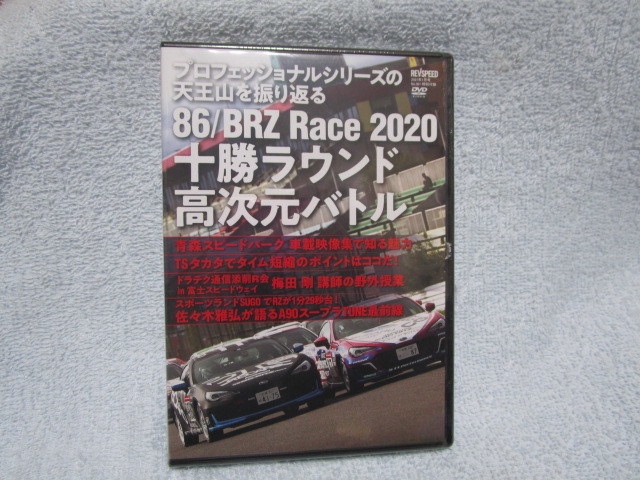 プロフェッショナルシリーズの
天王山を振り返る
REVSPEED
DVD
86/BRZ Race 2020
十勝ラウンド
高次元バトル
青森スピードパーク 車載映像集で知る魅力
TSタカタでタイム短縮のポイントはココだ!
ドラテク通信添削科会
in 富士スピードウェイ
梅田 剛 講師の野外授業
スポーツランドSUGOでRZが1分29秒台!
佐々木雅弘が語るA90スープラTUNE最前線